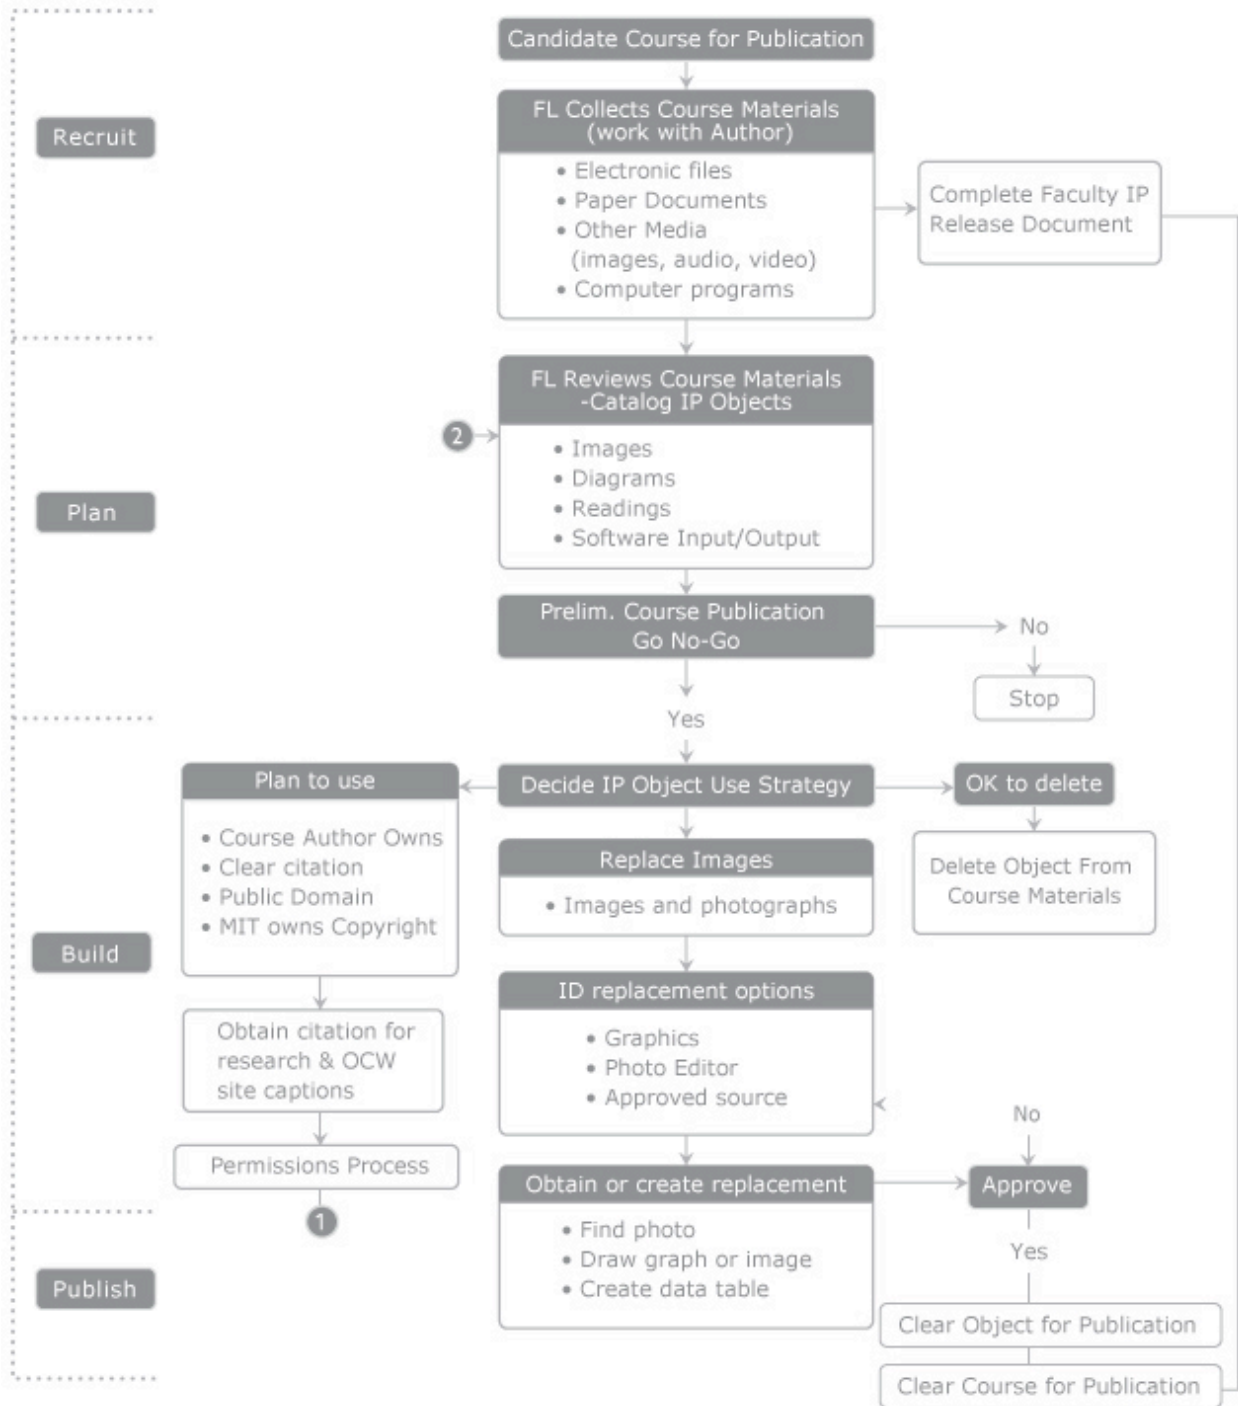 Candidate Course for Publication
Recruit
FL Collects Course Materials
(work with Author)
• Electronic files
• Paper Documents
• Other Media
(images, audio, video)
• Computer programs
Complete Faculty IP
Release Document
Plan
FL Reviews Course Materials
-Catalog IP Objects
2
• Images
• Diagrams
• Readings
• Software Input/Output
Prelim. Course Publication
Go No-Go
No
Stop
Yes
Build
Plan to use
• Course Author Owns
• Clear citation
• Public Domain
• MIT owns Copyright
Obtain citation for
research & OCW
site captions
Permissions Process
1
Decide IP Object Use Strategy
OK to delete
Delete Object From
Course Materials
Replace Images
• Images and photographs
ID replacement options
• Graphics
• Photo Editor
• Approved source
No
Obtain or create replacement
Approve
• Find photo
• Draw graph or image
• Create data table
Yes
Publish
Clear Object for Publication
Clear Course for Publication